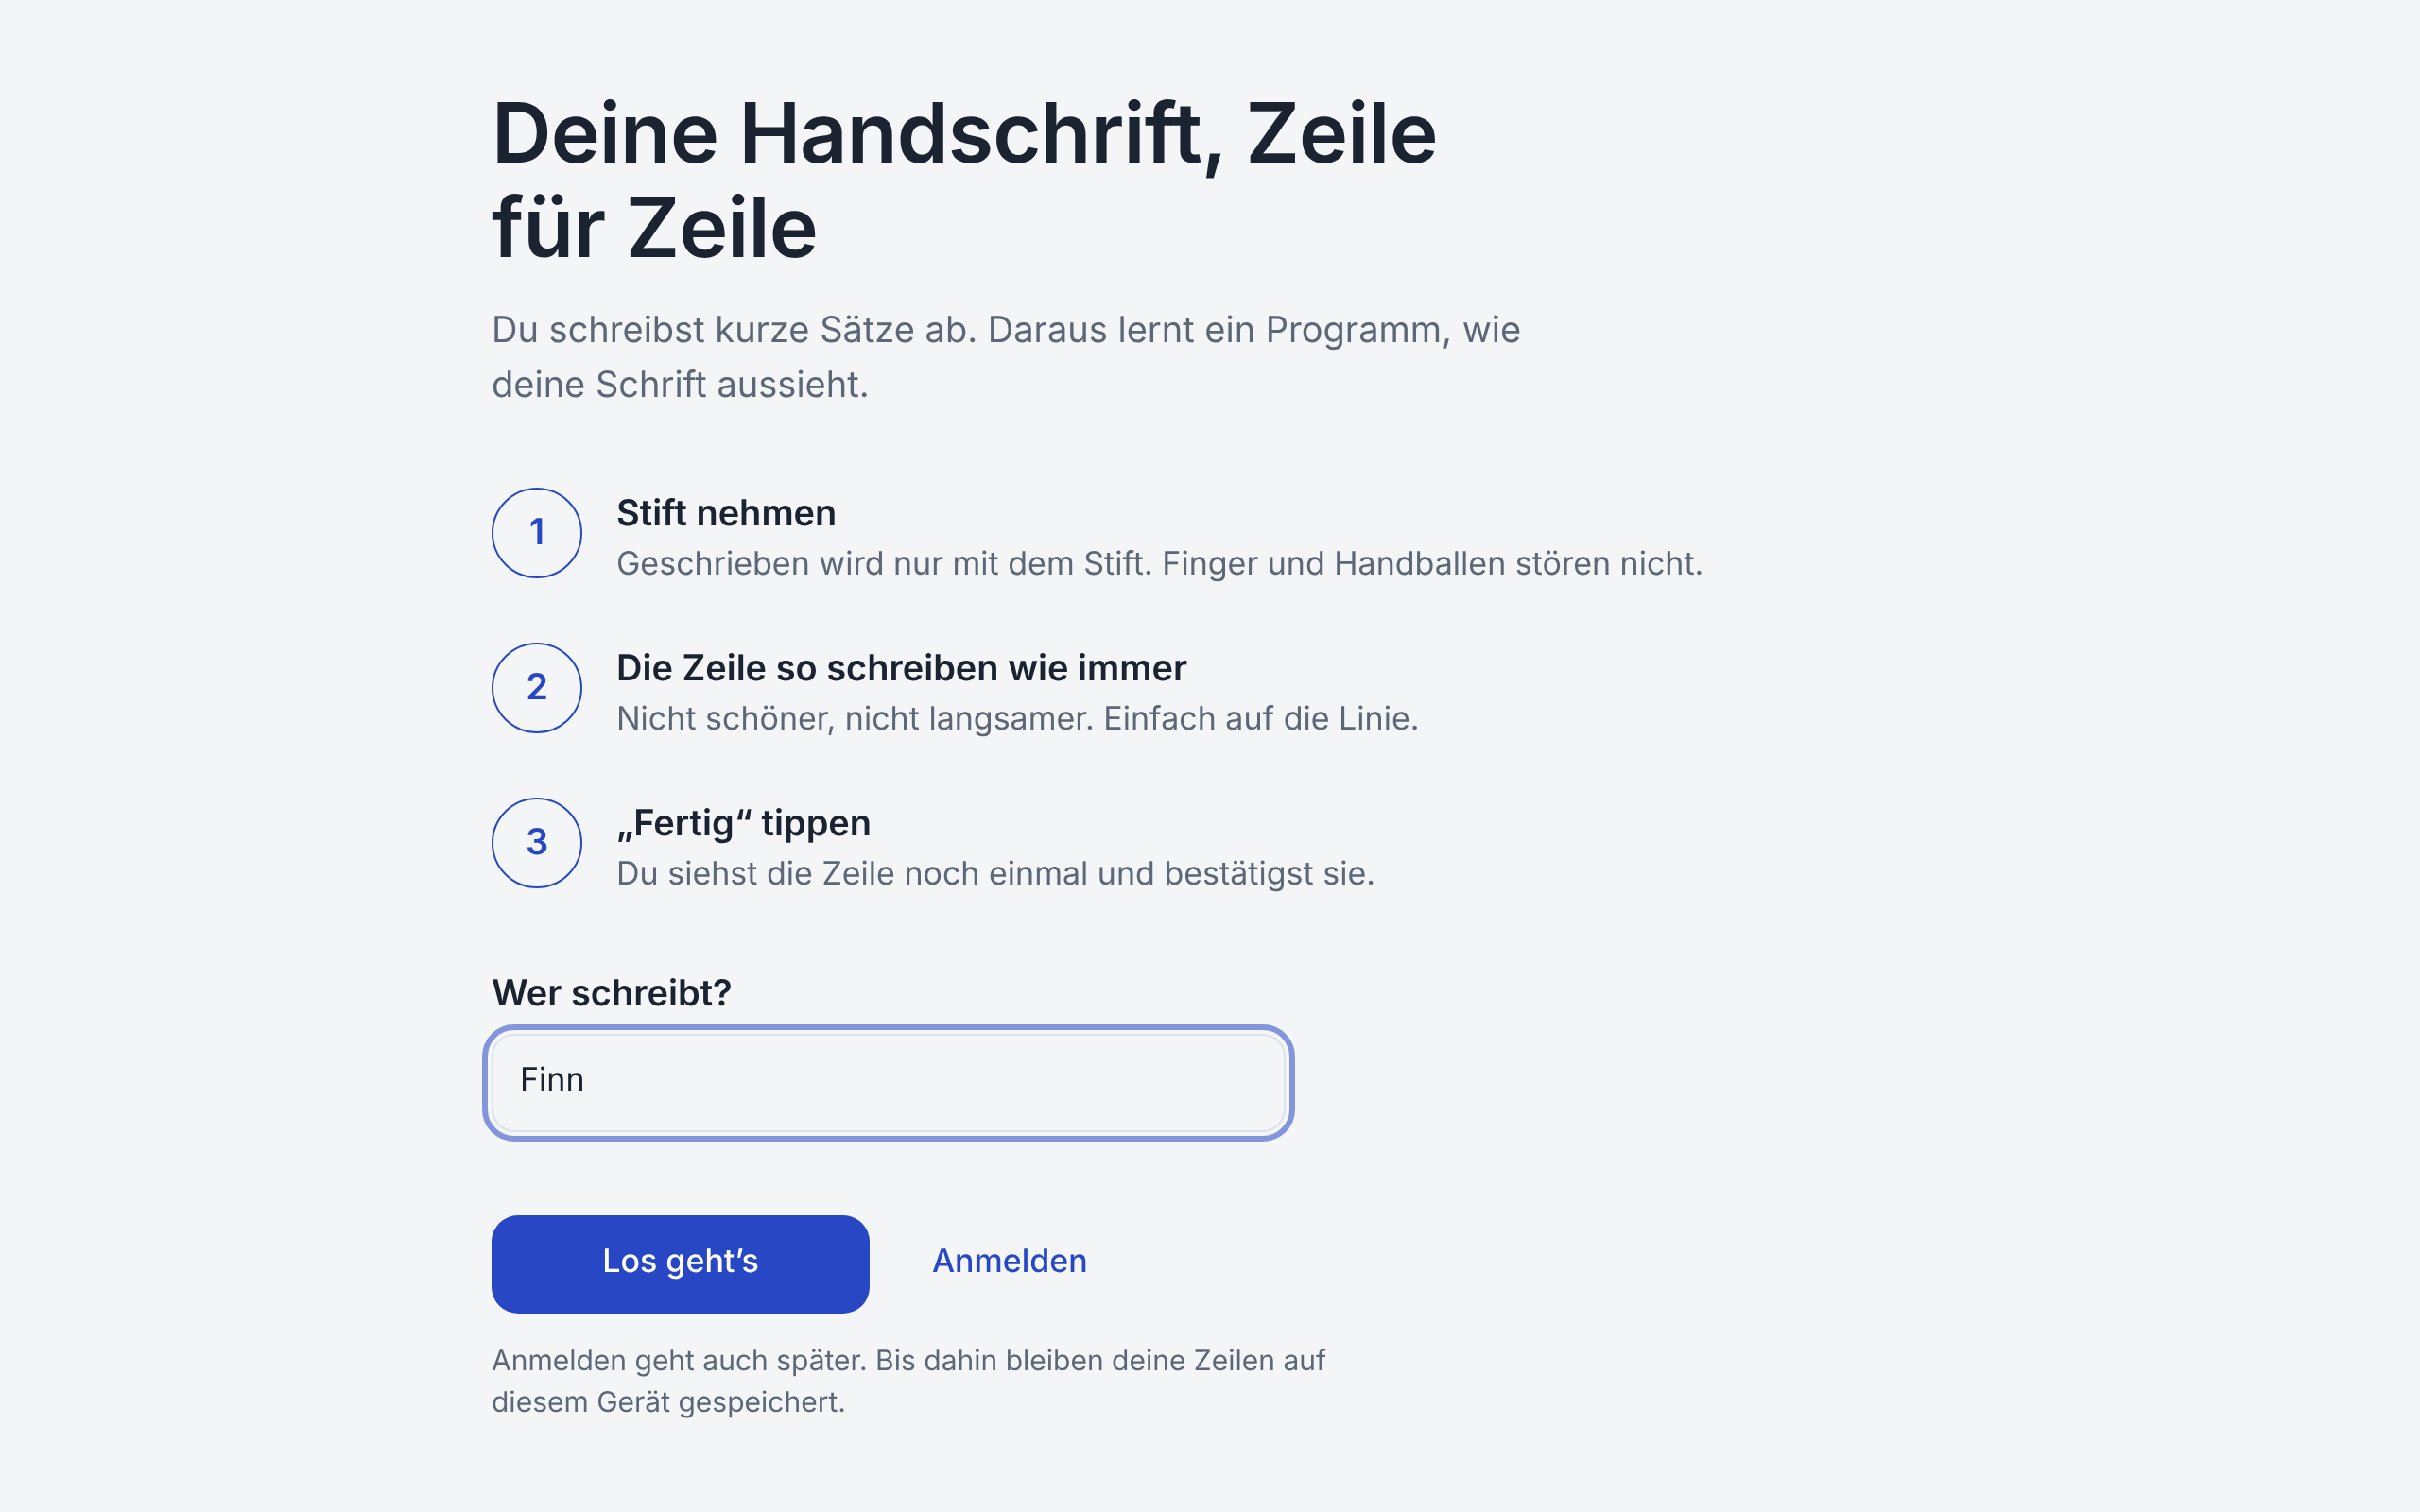 Deine Handschrift, Zeile
für Zeile
Du schreibst kurze Sätze ab. Daraus lernt ein Programm, wie
deine Schrift aussieht.
1
Stift nehmen
Geschrieben wird nur mit dem Stift. Finger und Handballen stören nicht.
2
Die Zeile so schreiben wie immer
Nicht schöner, nicht langsamer. Einfach auf die Linie.
3
„Fertig“ tippen
Du siehst die Zeile noch einmal und bestätigst sie.
Wer schreibt?
Finn
Los geht’s
Anmelden
Anmelden geht auch später. Bis dahin bleiben deine Zeilen auf
diesem Gerät gespeichert.